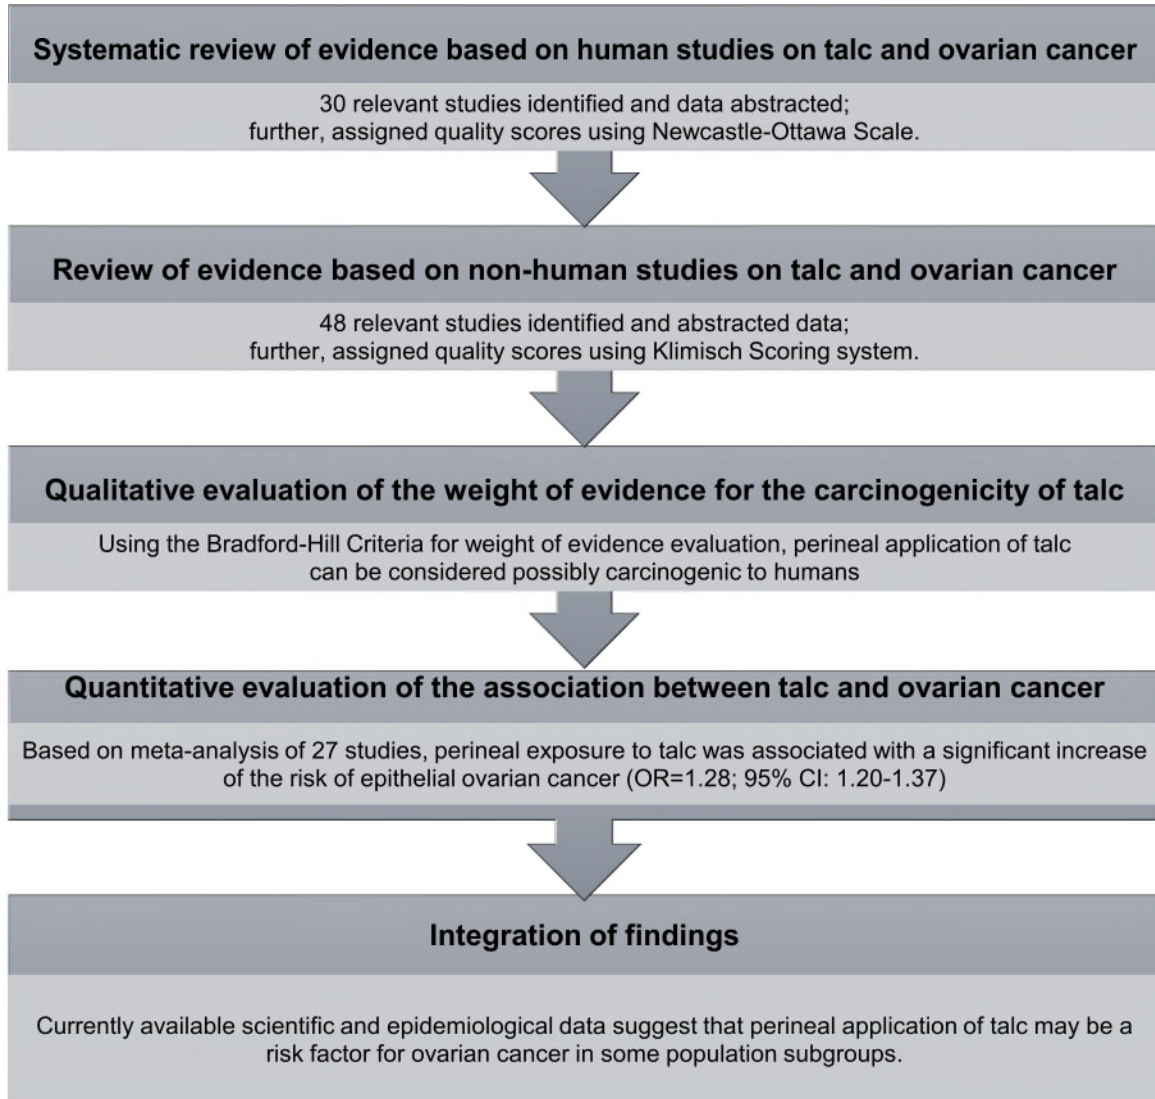 Systematic review of evidence based on human studies on talc and ovarian cancer
30 relevant studies identified and data abstracted;
further, assigned quality scores using Newcastle-Ottawa Scale.
Review of evidence based on non-human studies on talc and ovarian cancer
48 relevant studies identified and abstracted data;
further, assigned quality scores using Klimisch Scoring system.
Qualitative evaluation of the weight of evidence for the carcinogenicity of talc
Using the Bradford-Hill Criteria for weight of evidence evaluation, perineal application of talc
can be considered possibly carcinogenic to humans
Quantitative evaluation of the association between talc and ovarian cancer
Based on meta-analysis of 27 studies, perineal exposure to talc was associated with a significant increase
of the risk of epithelial ovarian cancer (OR=1.28; 95% CI: 1.20-1.37)
Integration of findings
Currently available scientific and epidemiological data suggest that perineal application of talc may be a
risk factor for ovarian cancer in some population subgroups.